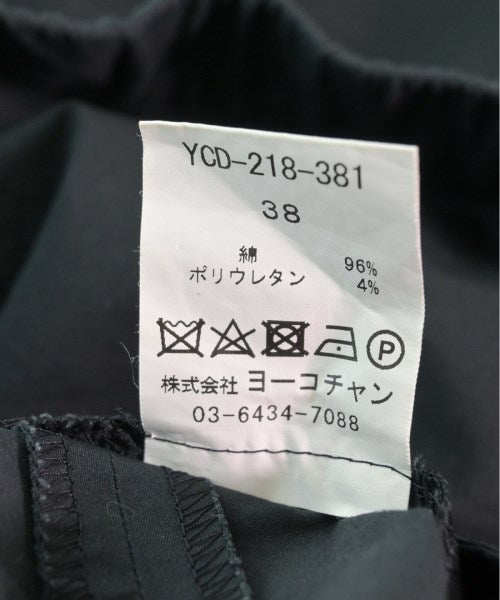 YCD-218-381
38
綿 96%
ポリウレタン 4%
P
株式会社 ヨーコチャン
03-6434-7088